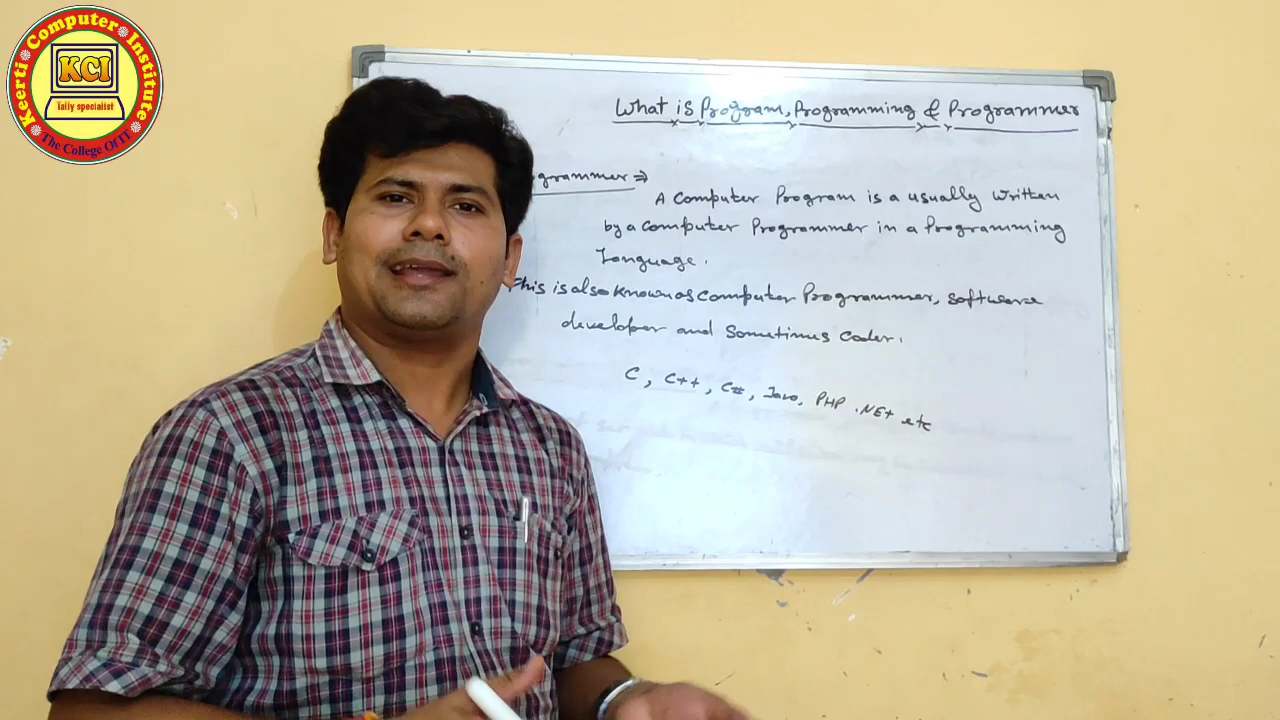 Keerti Computer Institute
KCI
Tally specialist
The College Of IT
What is Program, Programming & Programmer
ogrammer ⇒
A Computer Program is a usually written
by a Computer Programmer in a Programming
Language.
This is also known as Computer Programmer, software
developer and Sometimes Coder.
C, C++, C#, Java, PHP .NET etc